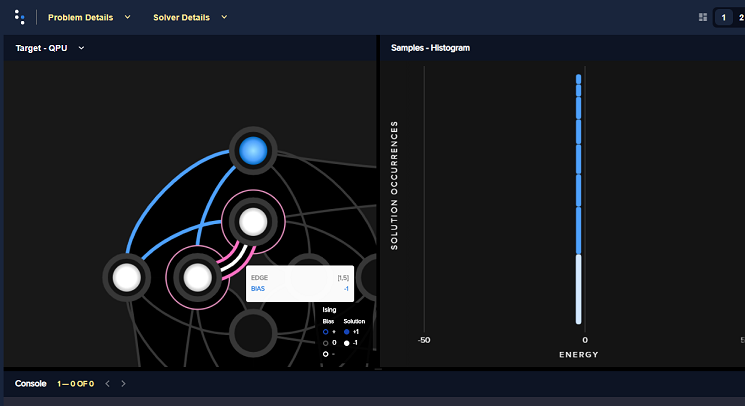 Problem Details
Solver Details
1
2
Target - QPU
Samples - Histogram
SOLUTION OCCURRENCES
EDGE [1,5]
BIAS -1
Ising
Bias Solution
+ +1
0 -1
-
-50 0 5
ENERGY
Console 1 — 0 OF 0